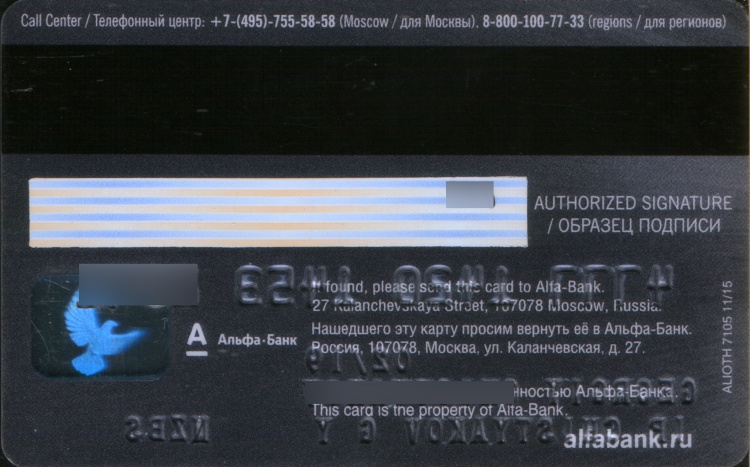 Call Center / Телефонный центр: +7-(495)-755-58-58 (Moscow / для Москвы), 8-800-100-77-33 (regions / для регионов)
AUTHORIZED SIGNATURE
/ ОБРАЗЕЦ ПОДПИСИ
If found, please send this card to Alfa-Bank.
27 Kalanchevskaya Street, 107078 Moscow, Russia.
Альфа·Банк
Нашедшего эту карту просим вернуть её в Альфа-Банк.
Россия, 107078, Москва, ул. Каланчевская, д. 27.
Альфа-Банка.
This card is the property of Alfa-Bank.
alfabank.ru
ALIOTH 7105 11/15